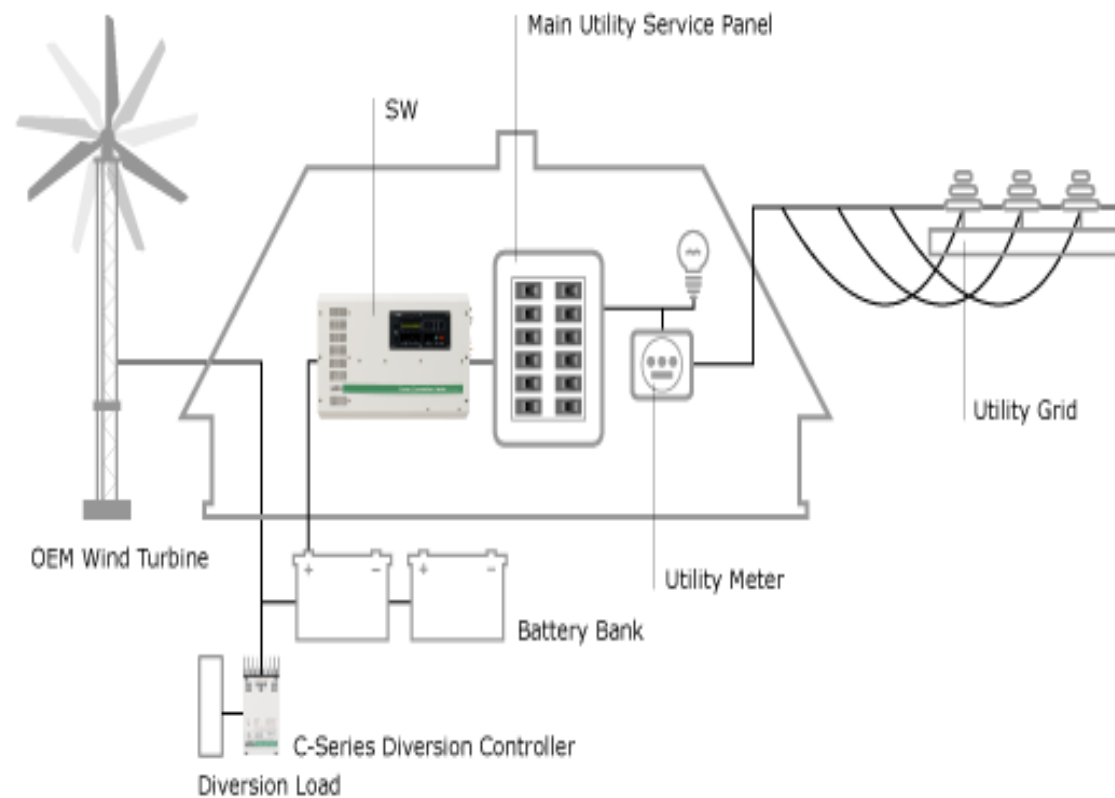 Main Utility Service Panel
SW
Utility Grid
OEM Wind Turbine
Utility Meter
+ − + −
Battery Bank
C-Series Diversion Controller
Diversion Load